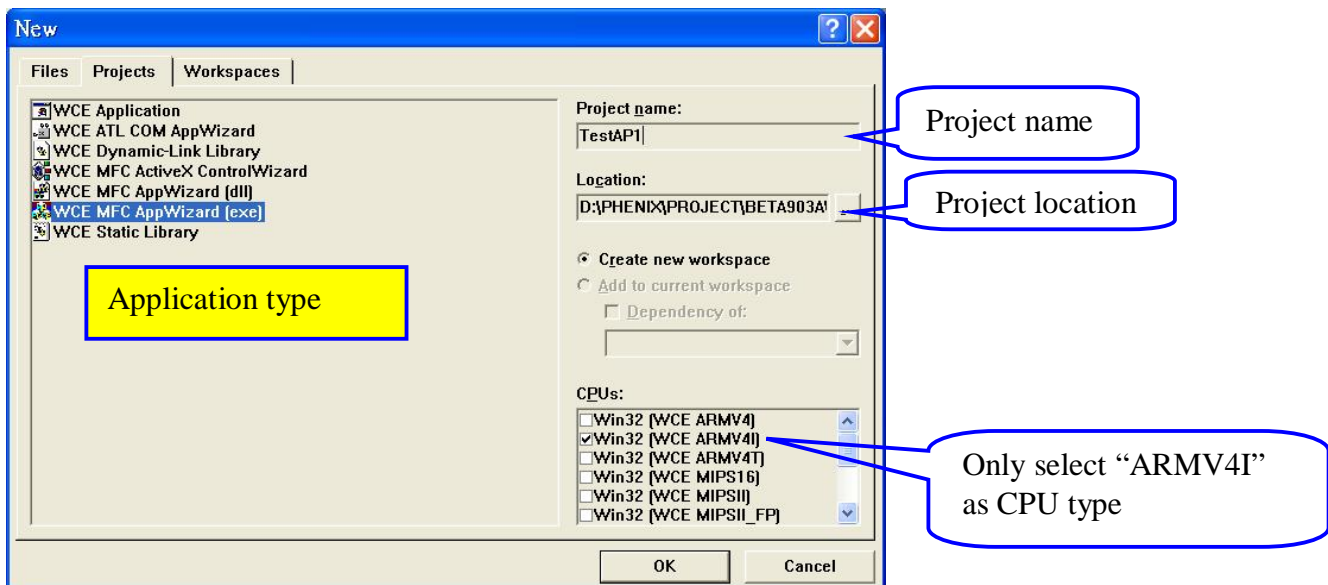 New
Files Projects Workspaces
WCE Application
WCE ATL COM AppWizard
WCE Dynamic-Link Library
WCE MFC ActiveX ControlWizard
WCE MFC AppWizard (dll)
WCE MFC AppWizard (exe)
WCE Static Library
Application type
Project name:
TestAP1
Project name
Location:
D:\PHENIX\PROJECT\BETA903A\
...
Project location
Create new workspace
Add to current workspace
Dependency of:
CPUs:
Win32 (WCE ARMV4)
Win32 (WCE ARMV4I)
Win32 (WCE ARMV4T)
Win32 (WCE MIPS16)
Win32 (WCE MIPSII)
Win32 (WCE MIPSII_FP)
Only select “ARMV4I”
as CPU type
OK Cancel